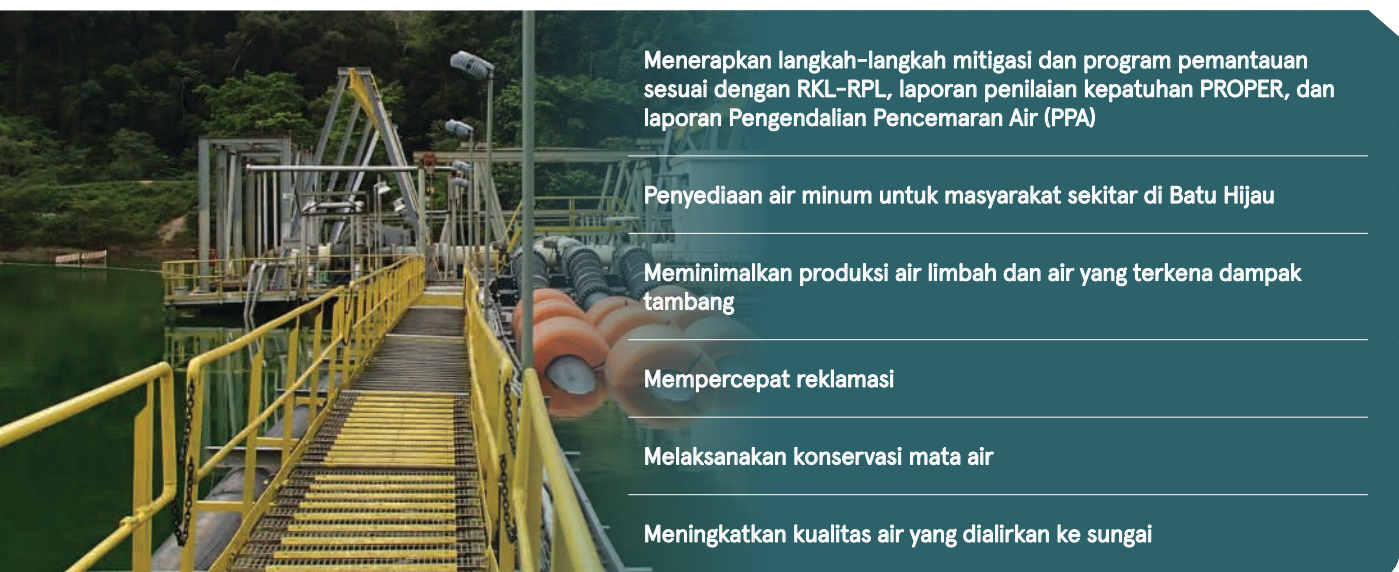 Menerapkan langkah-langkah mitigasi dan program pemantauan
sesuai dengan RKL-RPL, laporan penilaian kepatuhan PROPER, dan
laporan Pengendalian Pencemaran Air (PPA)
Penyediaan air minum untuk masyarakat sekitar di Batu Hijau
Meminimalkan produksi air limbah dan air yang terkena dampak
tambang
Mempercepat reklamasi
Melaksanakan konservasi mata air
Meningkatkan kualitas air yang dialirkan ke sungai